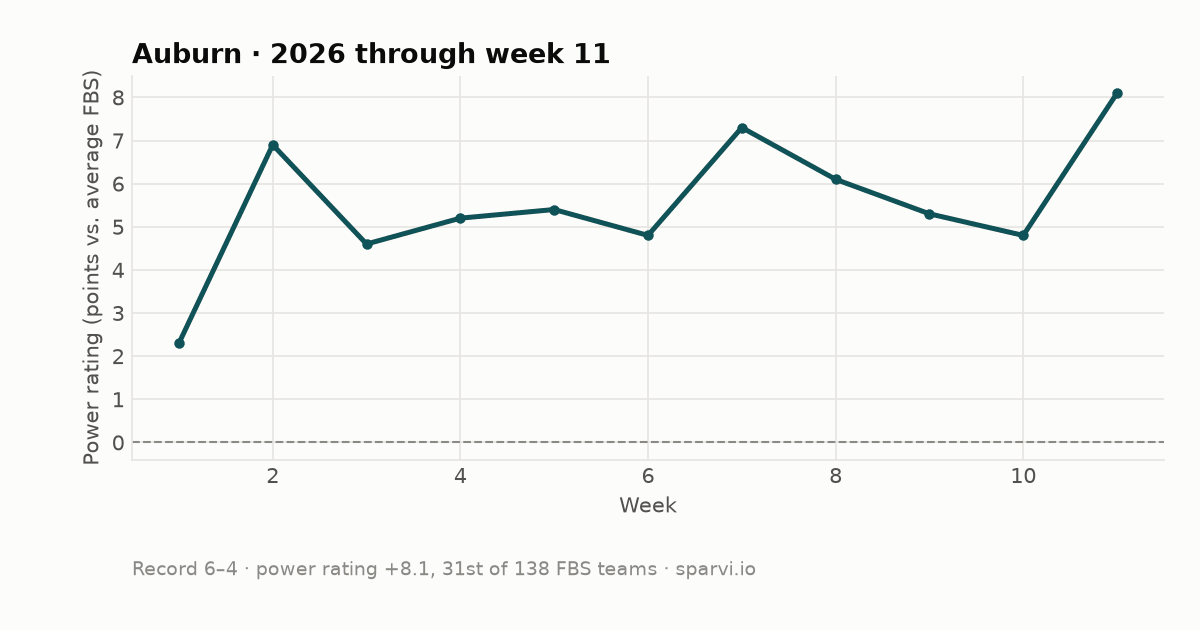 Auburn · 2026 through week 11
Power rating (points vs. average FBS)
8
7
6
5
4
3
2
1
0
2 4 6 8 10
Week
Record 6–4 · power rating +8.1, 31st of 138 FBS teams · sparvi.io